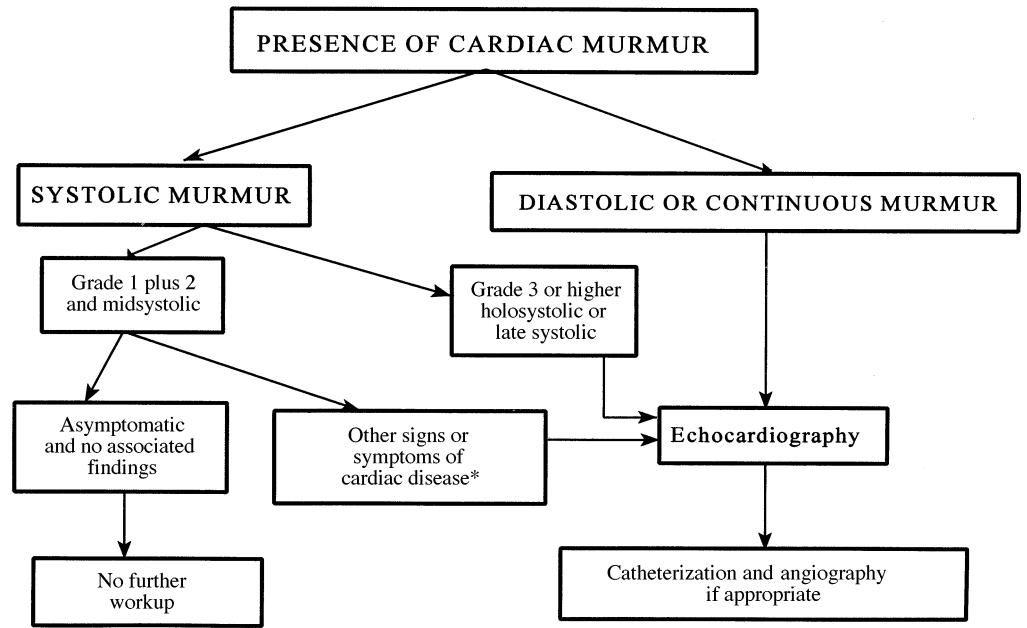 PRESENCE OF CARDIAC MURMUR
SYSTOLIC MURMUR
DIASTOLIC OR CONTINUOUS MURMUR
Grade 1 plus 2
and midsystolic
Grade 3 or higher
holosystolic or
late systolic
Asymptomatic
and no associated
findings
Other signs or
symptoms of
cardiac disease*
Echocardiography
No further
workup
Catheterization and angiography
if appropriate